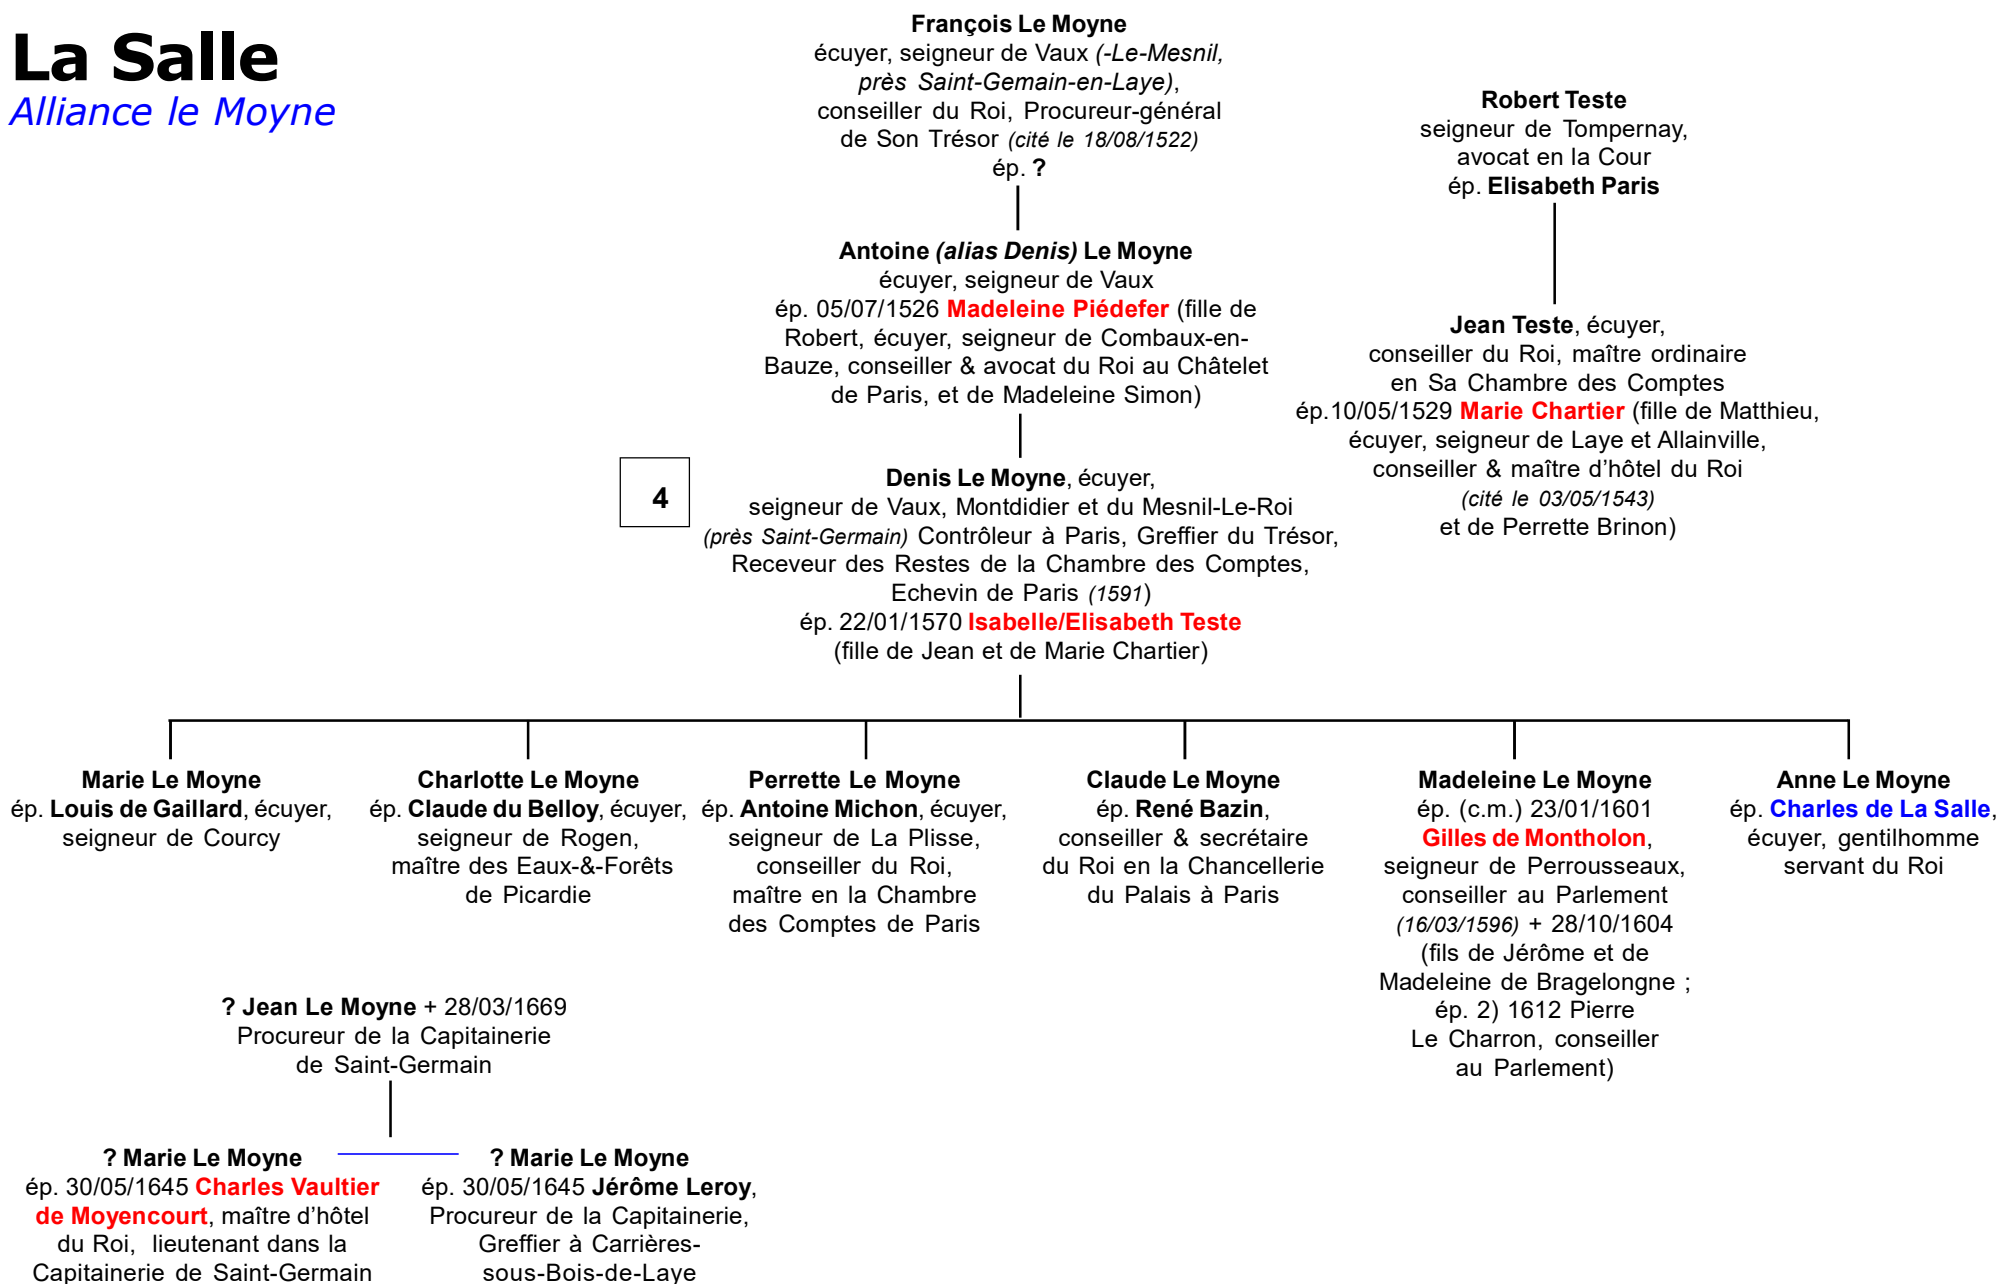 La Salle
Alliance le Moyne
François Le Moyne
écuyer, seigneur de Vaux (-Le-Mesnil,
près Saint-Gemain-en-Laye),
conseiller du Roi, Procureur-général
de Son Trésor (cité le 18/08/1522)
ép. ?
Robert Teste
seigneur de Tompernay,
avocat en la Cour
ép. Elisabeth Paris
Antoine (alias Denis) Le Moyne
écuyer, seigneur de Vaux
ép. 05/07/1526 Madeleine Piédefer (fille de
Robert, écuyer, seigneur de Combaux-en-
Bauze, conseiller & avocat du Roi au Châtelet
de Paris, et de Madeleine Simon)
Jean Teste, écuyer,
conseiller du Roi, maître ordinaire
en Sa Chambre des Comptes
ép.10/05/1529 Marie Chartier (fille de Matthieu,
écuyer, seigneur de Laye et Allainville,
conseiller & maître d’hôtel du Roi
(cité le 03/05/1543)
et de Perrette Brinon)
4
Denis Le Moyne, écuyer,
seigneur de Vaux, Montdidier et du Mesnil-Le-Roi
(près Saint-Germain) Contrôleur à Paris, Greffier du Trésor,
Receveur des Restes de la Chambre des Comptes,
Echevin de Paris (1591)
ép. 22/01/1570 Isabelle/Elisabeth Teste
(fille de Jean et de Marie Chartier)
Marie Le Moyne
ép. Louis de Gaillard, écuyer,
seigneur de Courcy
Charlotte Le Moyne
ép. Claude du Belloy, écuyer,
seigneur de Rogen,
maître des Eaux-&-Forêts
de Picardie
Perrette Le Moyne
ép. Antoine Michon, écuyer,
seigneur de La Plisse,
conseiller du Roi,
maître en la Chambre
des Comptes de Paris
Claude Le Moyne
ép. René Bazin,
conseiller & secrétaire
du Roi en la Chancellerie
du Palais à Paris
Madeleine Le Moyne
ép. (c.m.) 23/01/1601
Gilles de Montholon,
seigneur de Perrousseaux,
conseiller au Parlement
(16/03/1596) + 28/10/1604
(fils de Jérôme et de
Madeleine de Bragelongne ;
ép. 2) 1612 Pierre
Le Charron, conseiller
au Parlement)
Anne Le Moyne
ép. Charles de La Salle,
écuyer, gentilhomme
servant du Roi
? Jean Le Moyne + 28/03/1669
Procureur de la Capitainerie
de Saint-Germain
? Marie Le Moyne
ép. 30/05/1645 Charles Vaultier
de Moyencourt, maître d’hôtel
du Roi, lieutenant dans la
Capitainerie de Saint-Germain
? Marie Le Moyne
ép. 30/05/1645 Jérôme Leroy,
Procureur de la Capitainerie,
Greffier à Carrières-
sous-Bois-de-Laye